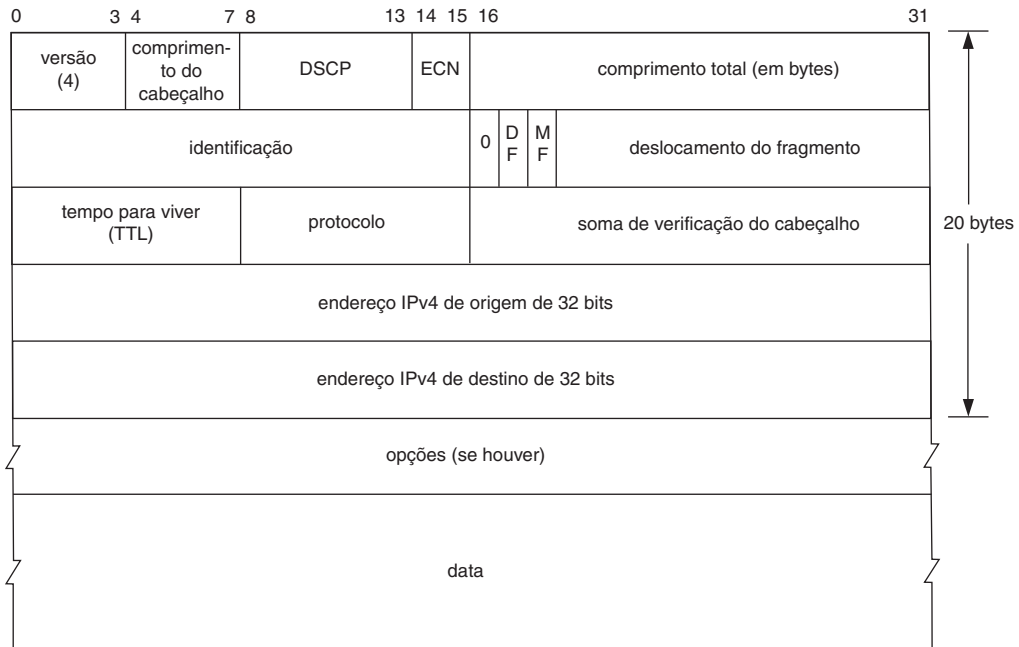 0 3 4 7 8 13 14 15 16 31
versão
(4)
comprimen-
to do
cabeçalho
DSCP
ECN
comprimento total (em bytes)
identificação
0
D
F
M
F
deslocamento do fragmento
tempo para viver
(TTL)
protocolo
soma de verificação do cabeçalho
20 bytes
endereço IPv4 de origem de 32 bits
endereço IPv4 de destino de 32 bits
opções (se houver)
data